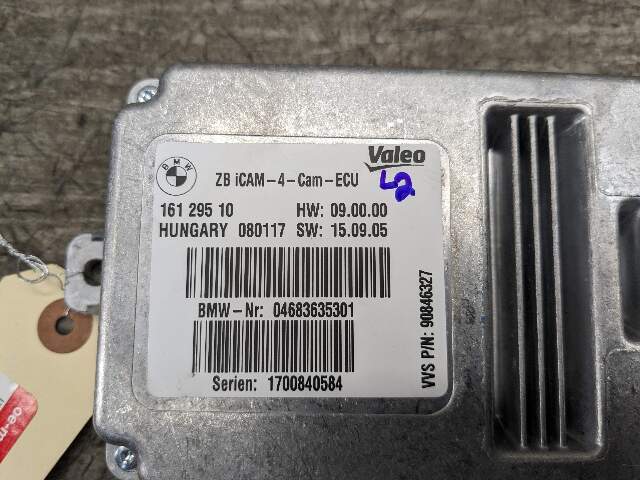 BMW
ZB iCAM-4-Cam-ECU
Valeo
161 295 10
HW: 09.00.00
HUNGARY 080117 SW: 15.09.05
BMW-Nr: 04683635301
Serien: 1700840584
VVS P/N: 90846327
oe-m